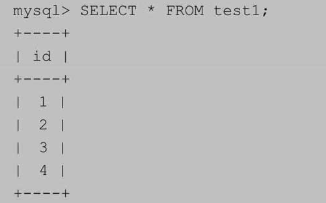 mysql> SELECT * FROM test1;
+----+
| id |
+----+
| 1 |
| 2 |
| 3 |
| 4 |
+----+